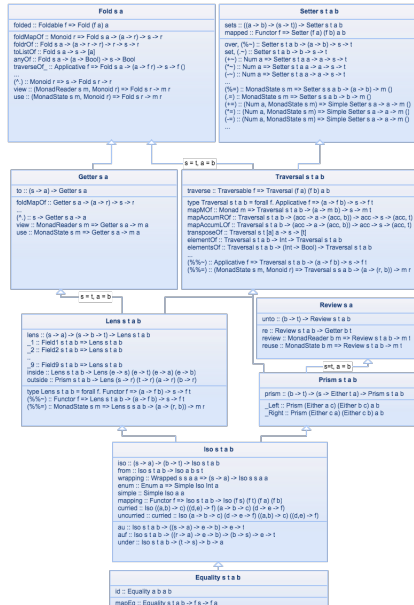 Fold s a
folded :: Foldable f => Fold (f a) a
foldMapOf :: Monoid r => Fold s a -> (a -> r) -> s -> r
foldrOf :: Fold s a -> (a -> r -> r) -> r -> s -> r
toListOf :: Fold s a -> s -> [a]
anyOf :: Fold s a -> (a -> Bool) -> s -> Bool
traverseOf_ :: Applicative f => Fold s a -> (a -> f r) -> s -> f ()
...
(^.) :: Monoid r => s -> Fold s r -> r
view :: (MonadReader s m, Monoid r) => Fold s r -> m r
use :: (MonadState s m, Monoid r) => Fold s r -> m r
Setter s t a b
sets :: ((a -> b) -> (s -> t)) -> Setter s t a b
mapped :: Functor f => Setter (f a) (f b) a b
over, (%~) :: Setter s t a b -> (a -> b) -> s -> t
set, (.~) :: Setter s t a b -> b -> s -> t
(+~) :: Num a => Setter s t a a -> a -> s -> t
(*~) :: Num a => Setter s t a a -> a -> s -> t
(-~) :: Num a => Setter s t a a -> a -> s -> t
...
(%=) :: MonadState s m => Setter s s a b -> (a -> b) -> m ()
(.=) :: MonadState s m => Setter s s a b -> b -> m ()
(+=) :: (Num a, MonadState s m) => Simple Setter s a -> a -> m ()
(*=) :: (Num a, MonadState s m) => Simple Setter s a -> a -> m ()
(-=) :: (Num a, MonadState s m) => Simple Setter s a -> a -> m ()
...
s = t, a = b
Getter s a
to :: (s -> a) -> Getter s a
foldMapOf :: Getter s a -> (a -> r) -> s -> r
...
(^.) :: s -> Getter s a -> a
view :: MonadReader s m => Getter s a -> m a
use :: MonadState s m => Getter s a -> m a
Traversal s t a b
traverse :: Traversable f => Traversal (f a) (f b) a b
type Traversal s t a b = forall f. Applicative f => (a -> f b) -> s -> f t
mapMOf :: Monad m => Traversal s t a b -> (a -> m b) -> s -> m t
mapAccumROf :: Traversal s t a b -> (acc -> a -> (acc, b)) -> acc -> s -> (acc, t)
mapAccumLOf :: Traversal s t a b -> (acc -> a -> (acc, b)) -> acc -> s -> (acc, t)
transposeOf :: Traversal s t [a] a -> s -> [t]
elementOf :: Traversal s t a b -> Int -> Traversal s t a b
elementsOf :: Traversal s t a b -> (Int -> Bool) -> Traversal s t a b
...
(%%~) :: Applicative f => Traversal s t a b -> (a -> f b) -> s -> f t
(%%=) :: (MonadState s m, Monoid r) => Traversal s s a b -> (a -> (r, b)) -> m r
s = t, a = b
Lens s t a b
lens :: (s -> a) -> (s -> b -> t) -> Lens s t a b
_1 :: Field1 s t a b => Lens s t a b
_2 :: Field2 s t a b => Lens s t a b
...
_9 :: Field9 s t a b => Lens s t a b
inside :: Lens s t a b -> Lens (e -> s) (e -> t) (e -> a) (e -> b)
outside :: Prism s t a b -> Lens (t -> r) (s -> r) (b -> r) (a -> r)
type Lens s t a b = forall f. Functor f => (a -> f b) -> s -> f t
(%%~) :: Functor f => Lens s t a b -> (a -> f b) -> s -> f t
(%%=) :: MonadState s m => Lens s s a b -> (a -> (r, b)) -> m r
Review s a
unto :: (b -> t) -> Review s t a b
re :: Review s t a b -> Getter b t
review :: MonadReader b m => Review s t a b -> m t
reuse :: MonadState b m => Review s t a b -> m t
s=t, a = b
Prism s t a b
prism :: (b -> t) -> (s -> Either t a) -> Prism s t a b
_Left :: Prism (Either a c) (Either b c) a b
_Right :: Prism (Either c a) (Either c b) a b
Iso s t a b
iso :: (s -> a) -> (b -> t) -> Iso s t a b
from :: Iso s t a b -> Iso b a t s
wrapping :: Wrapped s s a a => (s -> a) -> Iso s s a a
enum :: Enum a => Simple Iso Int a
simple :: Simple Iso a a
mapping :: Functor f => Iso s t a b -> Iso (f s) (f t) (f a) (f b)
curried :: Iso ((a,b) -> c) ((d,e) -> f) (a -> b -> c) (d -> e -> f)
uncurried :: Iso (a -> b -> c) (d -> e -> f) ((a,b) -> c) ((d,e) -> f)
au :: Iso s t a b -> ((s -> a) -> e -> b) -> e -> t
auf :: Iso s t a b -> ((r -> a) -> e -> b) -> (r -> s) -> e -> t
under :: Iso s t a b -> (t -> s) -> b -> a
Equality s t a b
id :: Equality a b a b
mapEq :: Equality s t a b -> f s -> f a